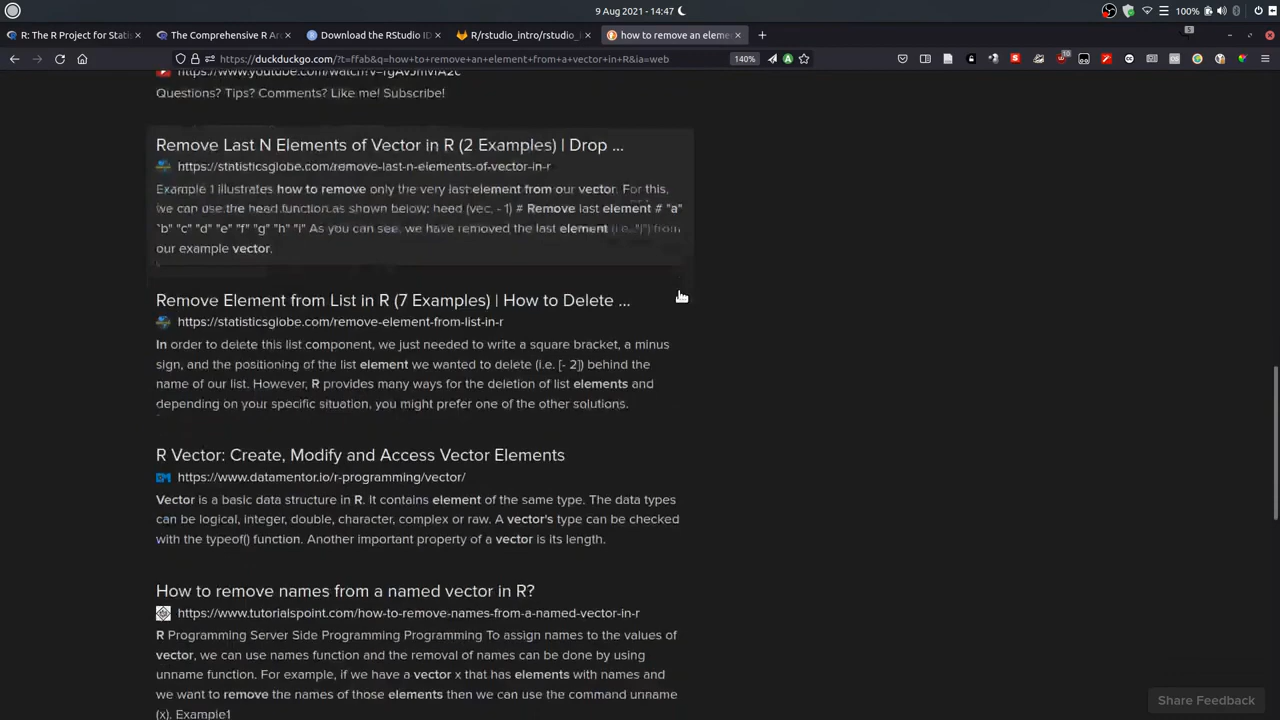 9 Aug 2021 - 14:47
100%
R: The R Project for Stati
The Comprehensive R Ar
Download the RStudio ID
R/rstudio_intro/rstudio_i
how to remove an eleme
https://www.duckduckgo.com/?t=ffab&q=how+to+remove+an+element+from+a+vector+in+R&ia=web
140%
10
Questions? Tips? Comments? Like me! Subscribe!
Remove Last N Elements of Vector in R (2 Examples) | Drop ...
https://statisticsglobe.com/remove-last-n-elements-of-vector-in-r
Example 1 illustrates how to remove only the very last element from our vector. For this,
we can use the head function as shown below: head (vec, - 1) # Remove last element # "a"
"b" "c" "d" "e" "f" "g" "h" "i" As you can see, we have removed the last element (i.e. "j") from
our example vector.
Remove Element from List in R (7 Examples) | How to Delete ...
https://statisticsglobe.com/remove-element-from-list-in-r
In order to delete this list component, we just needed to write a square bracket, a minus
sign, and the positioning of the list element we wanted to delete (i.e. [- 2]) behind the
name of our list. However, R provides many ways for the deletion of list elements and
depending on your specific situation, you might prefer one of the other solutions.
R Vector: Create, Modify and Access Vector Elements
https://www.datamentor.io/r-programming/vector/
Vector is a basic data structure in R. It contains element of the same type. The data types
can be logical, integer, double, character, complex or raw. A vector's type can be checked
with the typeof() function. Another important property of a vector is its length.
How to remove names from a named vector in R?
https://www.tutorialspoint.com/how-to-remove-names-from-a-named-vector-in-r
R Programming Server Side Programming Programming To assign names to the values of
vector, we can use names function and the removal of names can be done by using
unname function. For example, if we have a vector x that has elements with names and
we want to remove the names of those elements then we can use the command unname
(x). Example1
Share Feedback